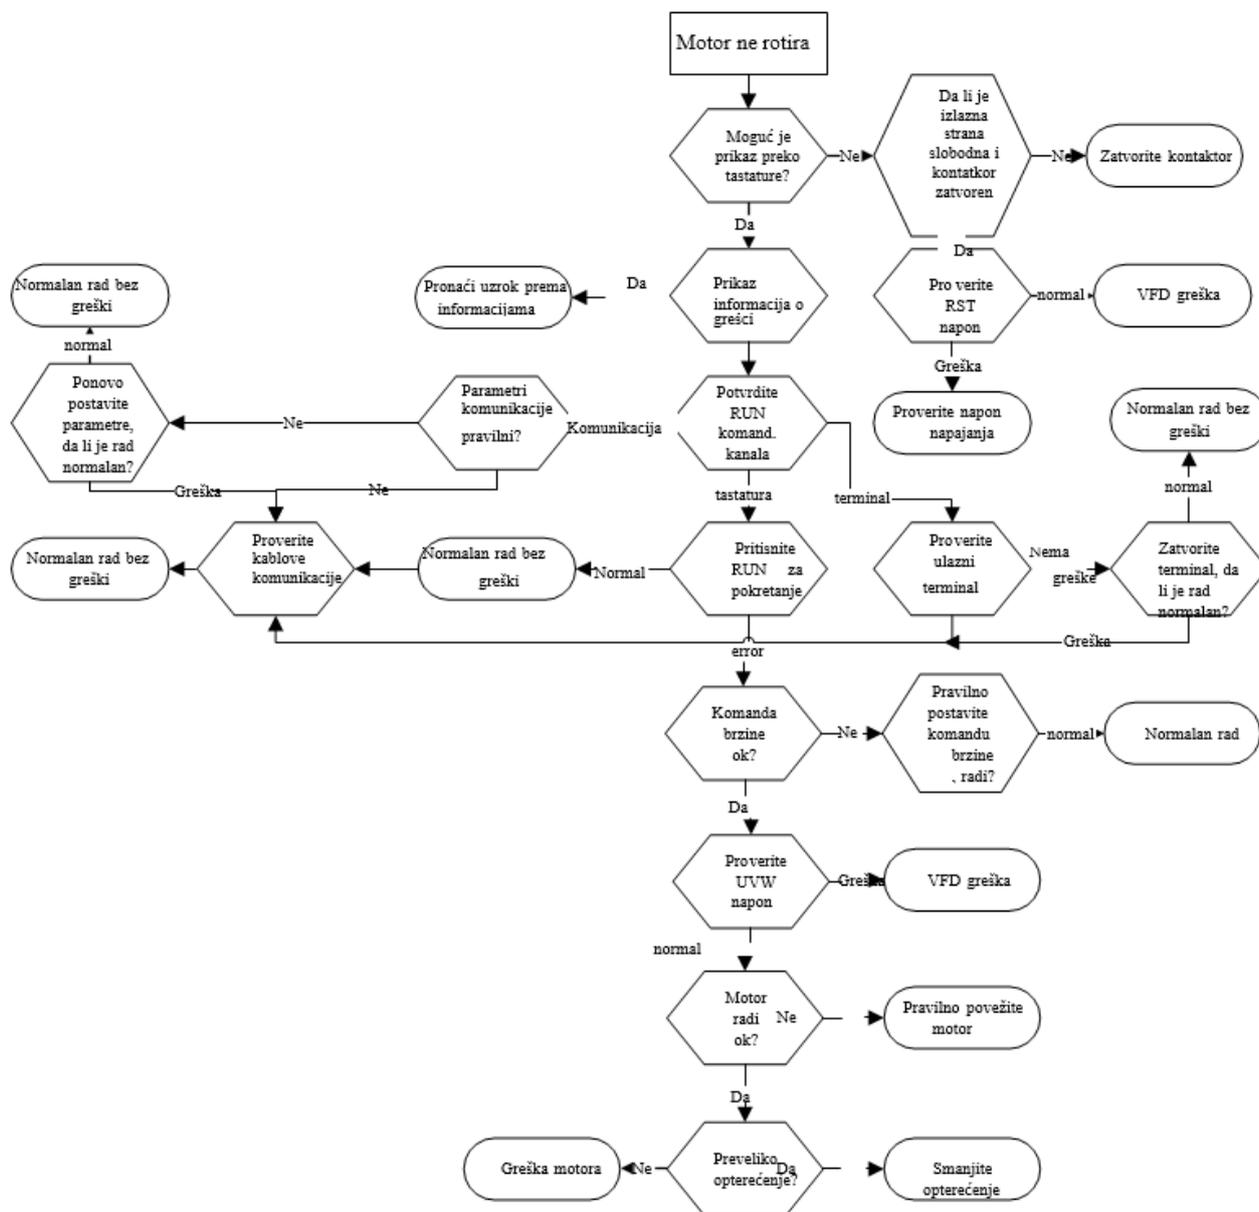 Motor ne rotira
Da li je
izlazna
strana
slobodna i
kontatkor
zatvoren
Moguć je
prikaz preko
tastature?
Ne
Ne
Zatvorite kontaktor
Da
Da
Normalan rad bez
greški
Pronaći uzrok prema
informacijama
Da
Prikaz
informacija o
grešci
Pro verite
RST
napon
normal
VFD greška
normal
Greška
Ponovo
postavite
parametre,
da li je rad
normalan?
Ne
Parametri
komunikacije
pravilni?
Komunikacija
Potvrdite
RUN
komand.
kanala
Proverite napon
napajanja
Normalan rad bez
greški
Greška
Ne
tastatura
terminal
normal
Normalan rad bez
greški
Proverite
kablove
komunikacije
Normalan rad bez
greški
Normal
Pritisnite
RUN za
pokretanje
Proverite
ulazni
terminal
Nema
greške
Zatvorite
terminal, da
li je rad
normalan?
error
Greška
Komanda
brzine
ok?
Ne
Pravilno
postavite
komandu
brzine
, radi?
normal
Normalan rad
Da
Proverite
UVW
napon
Greška
VFD greška
normal
Motor
radi
ok?
Ne
Pravilno povežite
motor
Da
Greška motora
Ne
Preveliko
opterećenje?
Da
Smanjite
opterećenje